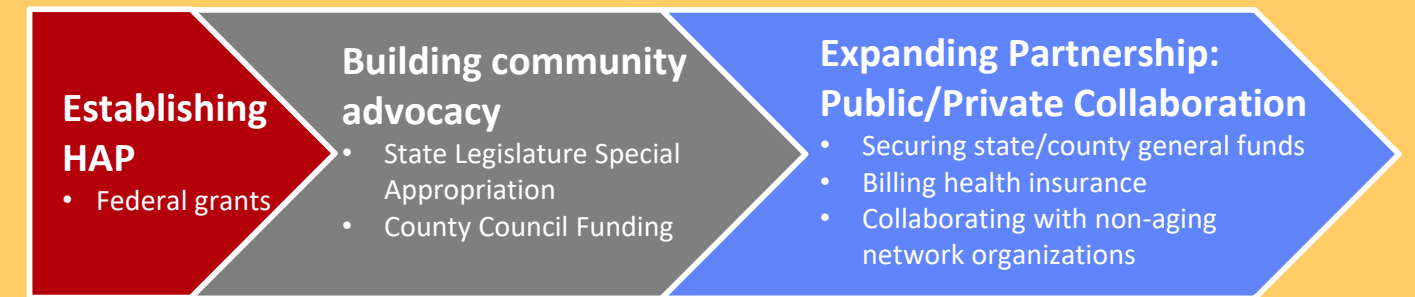 Establishing
HAP
• Federal grants
Building community
advocacy
• State Legislature Special
Appropriation
• County Council Funding
Expanding Partnership:
Public/Private Collaboration
• Securing state/county general funds
• Billing health insurance
• Collaborating with non-aging
network organizations